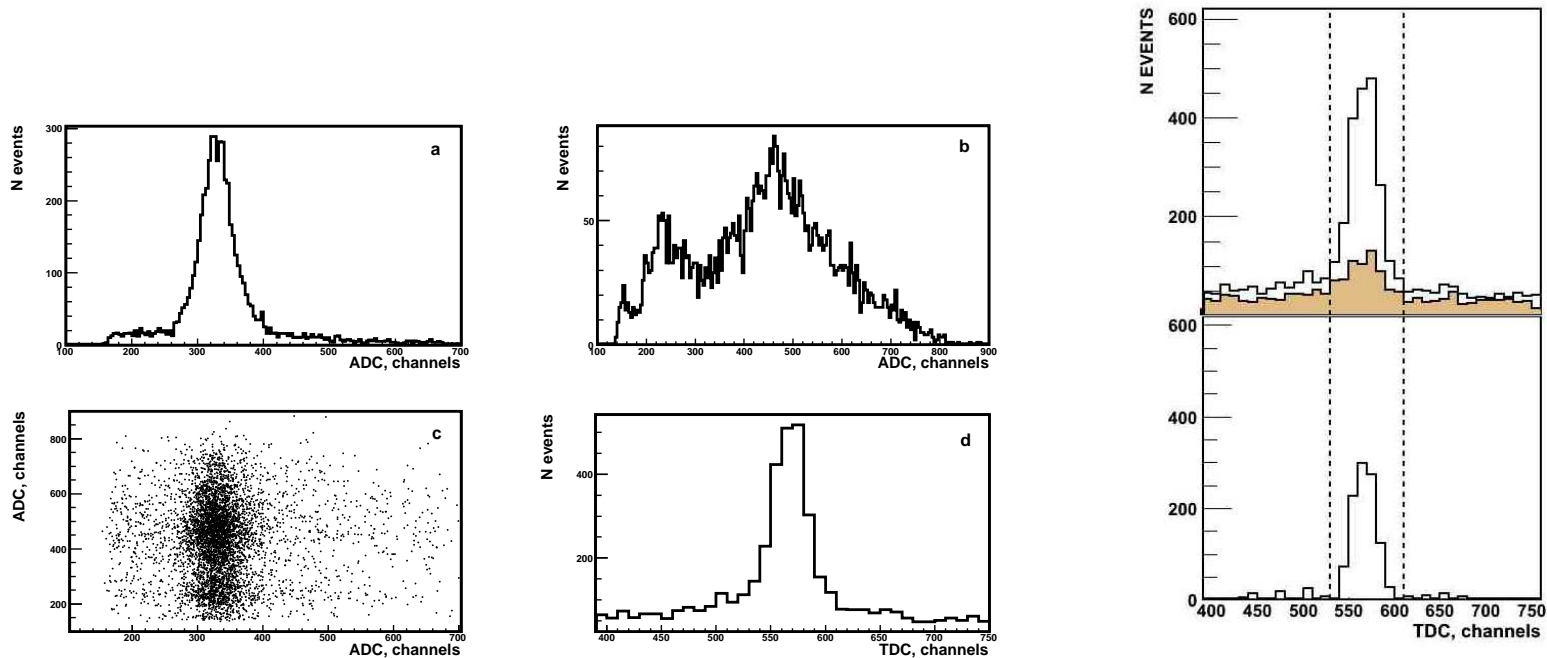 N events
300
200
100
0
a
100 200 300 400 500 600 700
ADC, channels
N events
50
0
b
100 200 300 400 500 600 700 800 900
ADC, channels
ADC, channels
800
600
400
200
c
200 300 400 500 600 700
ADC, channels
N events
400
200
d
400 450 500 550 600 650 700 750
TDC, channels
N EVENTS
600
400
200
600
400
200
0
400 450 500 550 600 650 700 750
TDC, channels